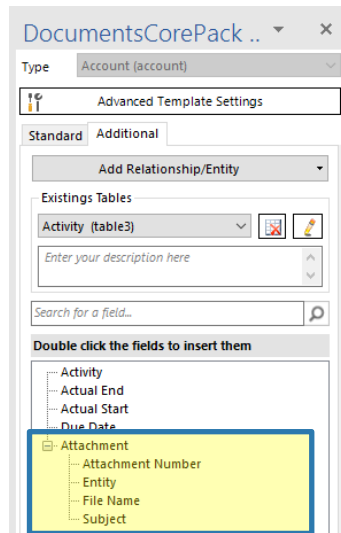 DocumentsCorePack ..
Type Account (account)
Advanced Template Settings
Standard Additional
Add Relationship/Entity
Existings Tables
Activity (table3)
Enter your description here
Search for a field...
Double click the fields to insert them
Activity
Actual End
Actual Start
Due Date
Attachment
Attachment Number
Entity
File Name
Subject